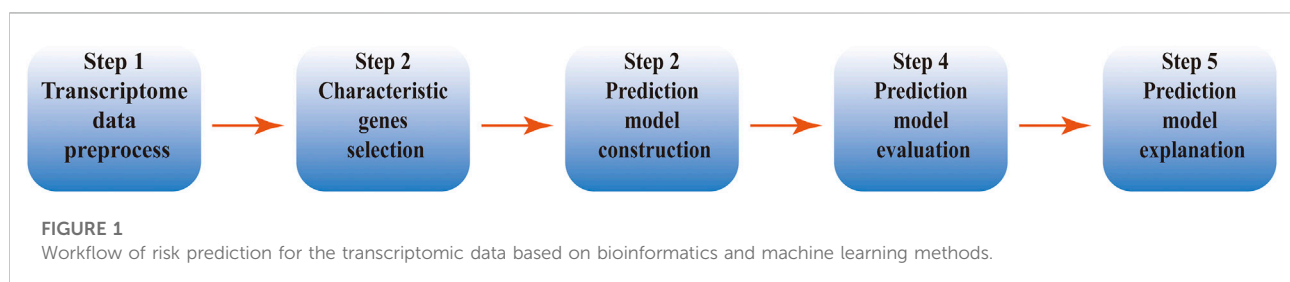 Step 1
Transcriptome
data
preprocess
Step 2
Characteristic
genes
selection
Step 2
Prediction
model
construction
Step 4
Prediction
model
evaluation
Step 5
Prediction
model
explanation
FIGURE 1
Workflow of risk prediction for the transcriptomic data based on bioinformatics and machine learning methods.